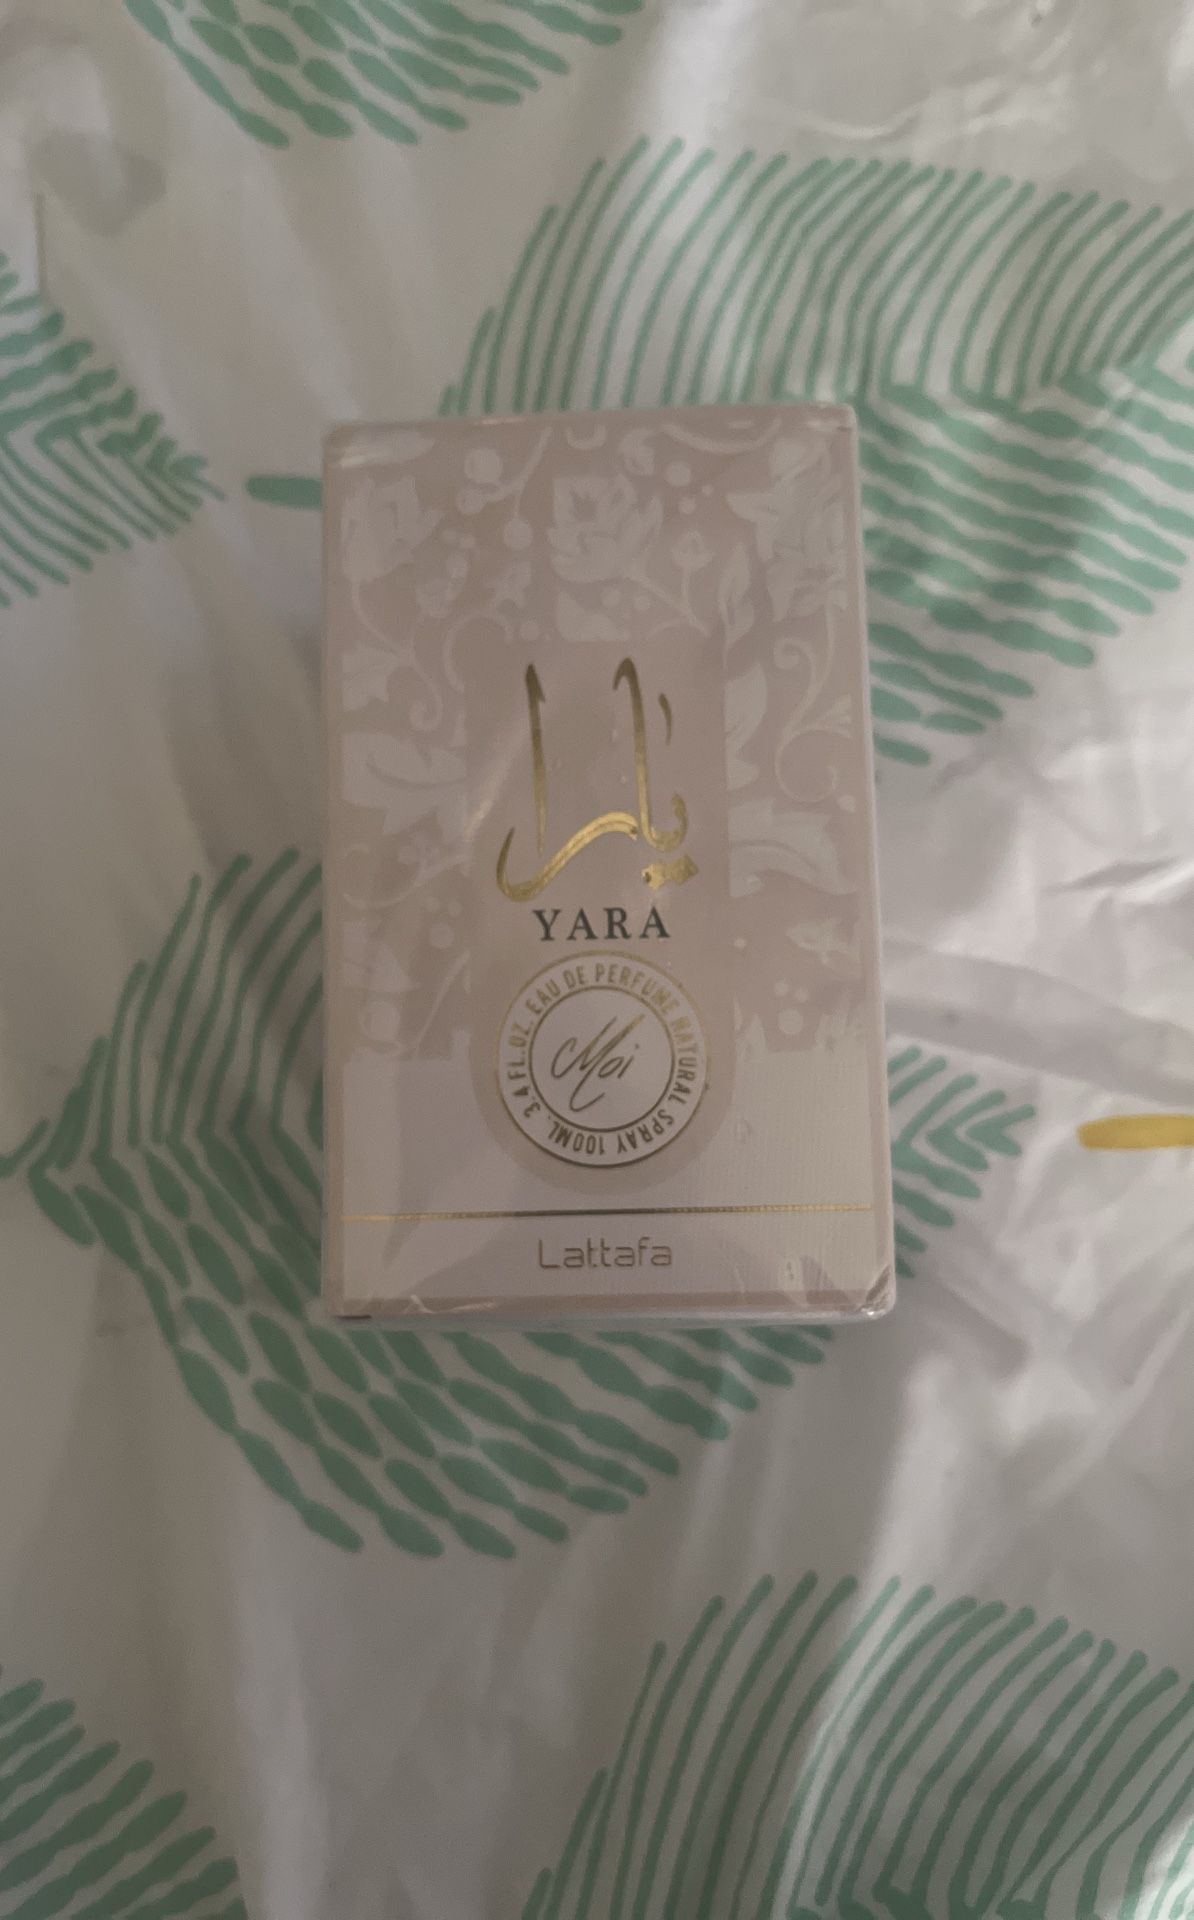 يارا
YARA
EAU DE PERFUME NATURAL SPRAY 100ML. 3.4 FL.OZ.
Moi
Lattafa